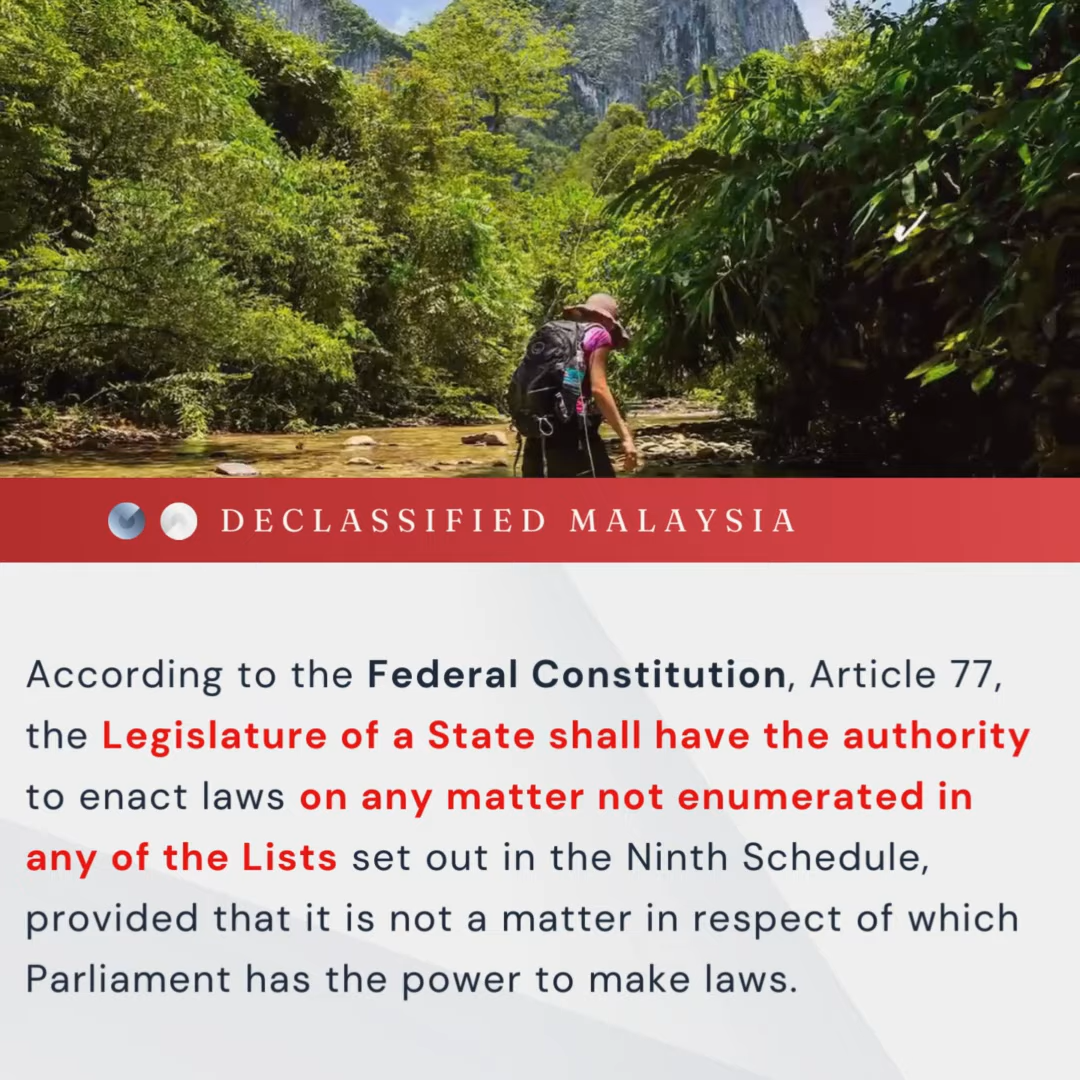 DECLASSIFIED MALAYSIA
According to the Federal Constitution, Article 77,
the Legislature of a State shall have the authority
to enact laws on any matter not enumerated in
any of the Lists set out in the Ninth Schedule,
provided that it is not a matter in respect of which
Parliament has the power to make laws.